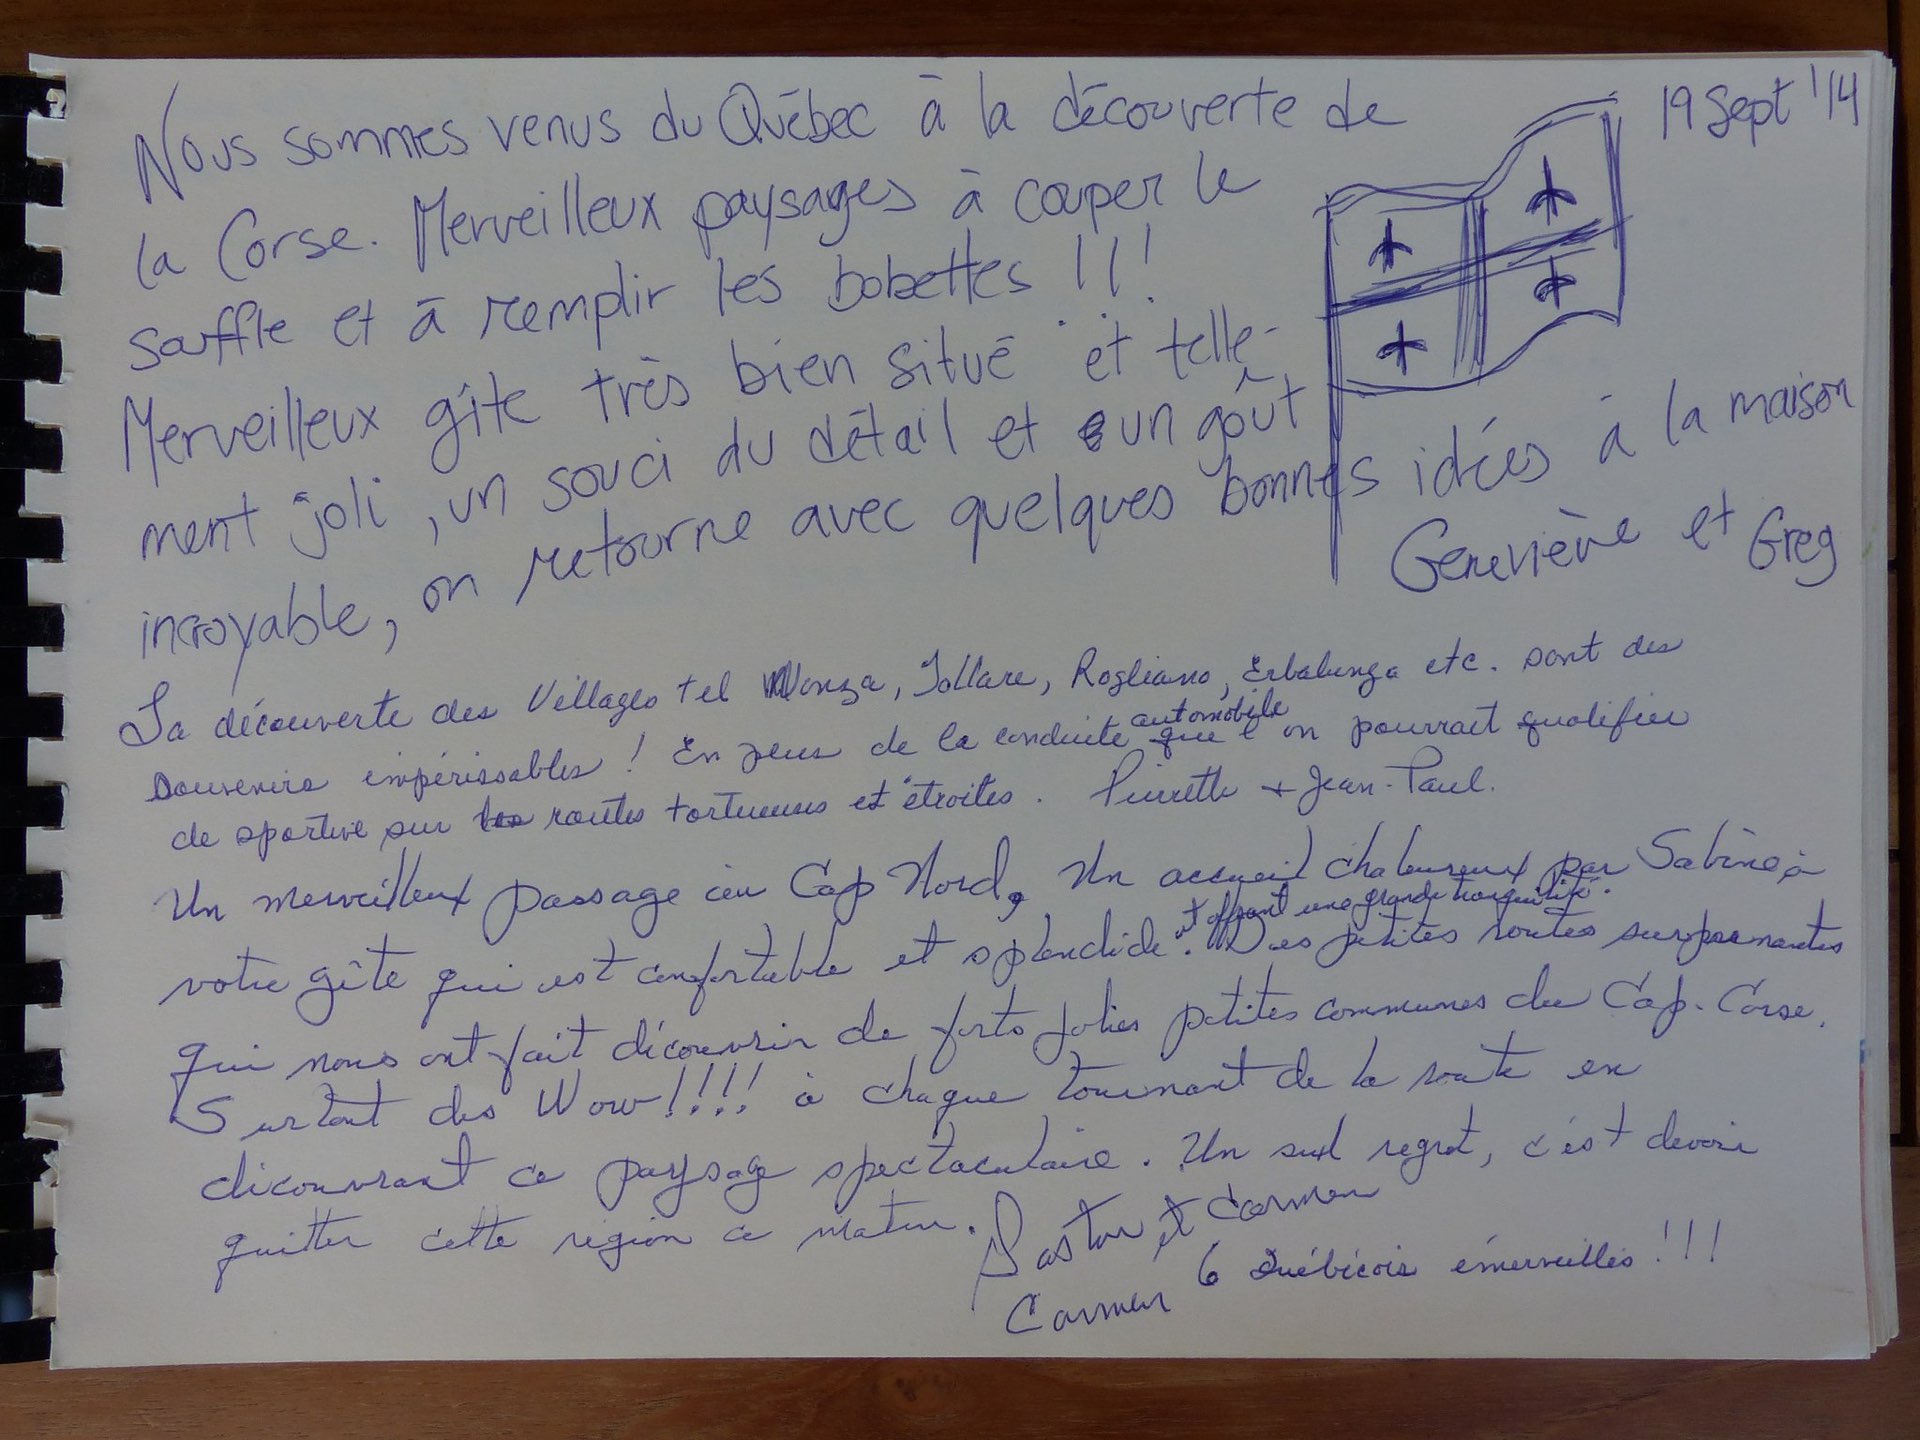 19 Sept '14
Nous sommes venus du Québec à la découverte de
la Corse. Merveilleux paysages à couper le
souffle et à remplir les bobettes !!!
Merveilleux gîte très bien situé et telle-
ment joli, un souci du détail et un goût
incroyable, on retourne avec quelques bonnes idées à la maison
Geneviève et Greg
La découverte des Villages tel Nonza, Tollare, Rogliano, Erbalunga etc. sont des
souvenirs impérissables ! En plus de la conduite automobile que l'on pourrait qualifier
de sportive sur les routes tortueuses et étroites. Pierrette + Jean-Paul.
Un merveilleux passage au Cap Nord, Un accueil chaleureux par Sabine à
votre gîte qui est confortable et splendide et offrant une grande tranquilité. Des petites routes surprenantes
qui nous ont fait découvrir de forts jolies petites communes du Cap-Corse.
Surtout des Wow!!!! à chaque tournant de la route en
découvrant ce paysage spectaculaire. Un seul regret, c'est devoir
quitter cette région ce matin. et Carmen
Carmen 6 Québécois émerveillés !!!